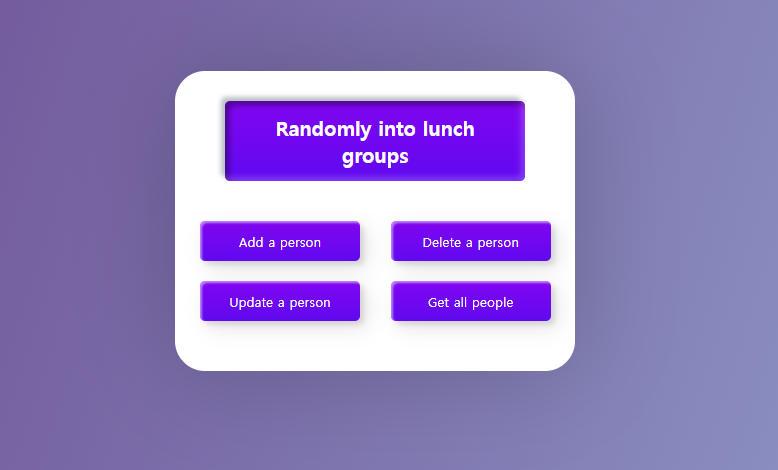 Randomly into lunch
groups
Add a person
Delete a person
Update a person
Get all people